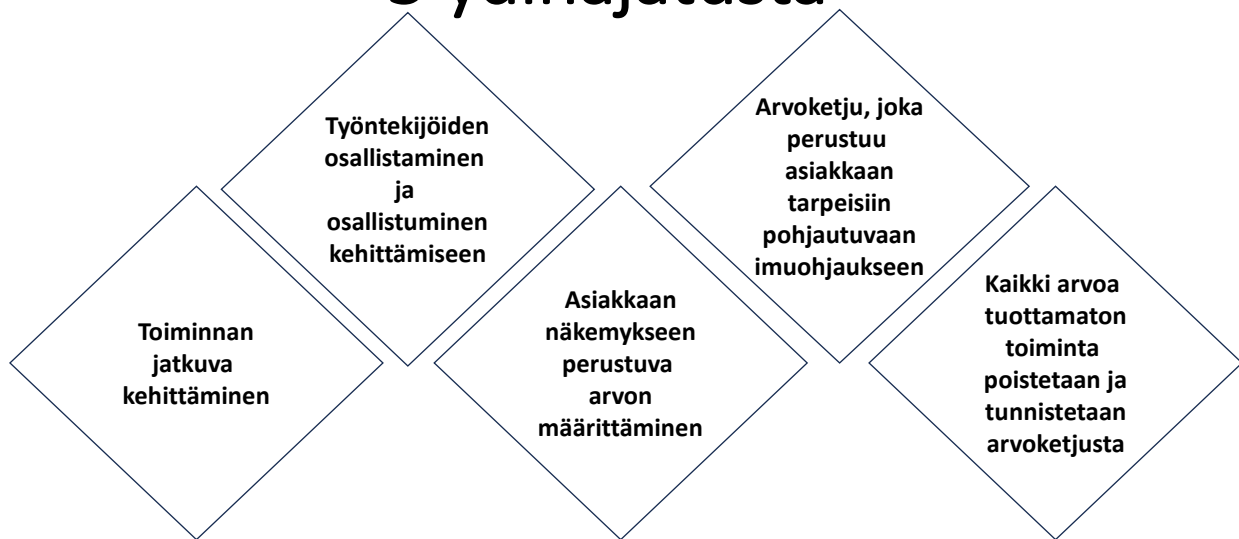 Toiminnan
jatkuva
kehittäminen
Työntekijöiden
osallistaminen
ja
osallistuminen
kehittämiseen
Asiakkaan
näkemykseen
perustuva
arvon
määrittäminen
Arvoketju, joka
perustuu
asiakkaan
tarpeisiin
pohjautuvaan
imuohjaukseen
Kaikki arvoa
tuottamaton
toiminta
poistetaan ja
tunnistetaan
arvoketjusta